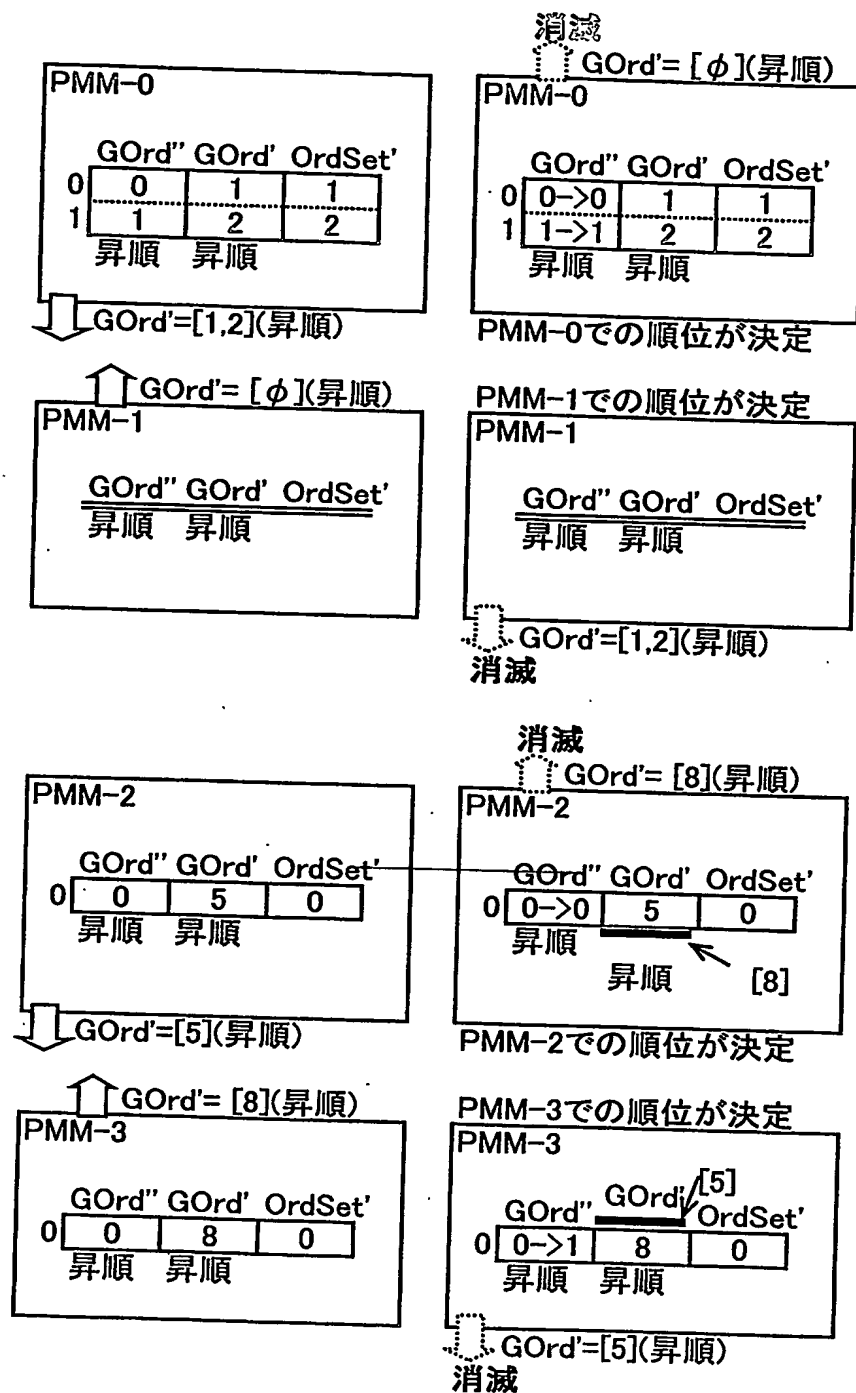 PMM-0
GOrd'' GOrd' OrdSet'
0 0 1 1
1 1 2 2
昇順 昇順
GOrd'=[1,2](昇順)
GOrd'= [φ](昇順)
PMM-1
GOrd'' GOrd' OrdSet'
昇順 昇順
消滅
GOrd'= [φ](昇順)
PMM-0
GOrd'' GOrd' OrdSet'
0 0->0 1 1
1 1->1 2 2
昇順 昇順
PMM-0での順位が決定
PMM-1での順位が決定
PMM-1
GOrd'' GOrd' OrdSet'
昇順 昇順
GOrd'=[1,2](昇順)
消滅
PMM-2
GOrd'' GOrd' OrdSet'
0 0 5 0
昇順 昇順
GOrd'=[5](昇順)
GOrd'= [8](昇順)
PMM-3
GOrd'' GOrd' OrdSet'
0 0 8 0
昇順 昇順
消滅
GOrd'= [8](昇順)
PMM-2
GOrd'' GOrd' OrdSet'
0 0->0 5 0
昇順
昇順 [8]
PMM-2での順位が決定
PMM-3での順位が決定
PMM-3
[5]
GOrd'' GOrd' OrdSet'
0 0->1 8 0
昇順 昇順
GOrd'=[5](昇順)
消滅